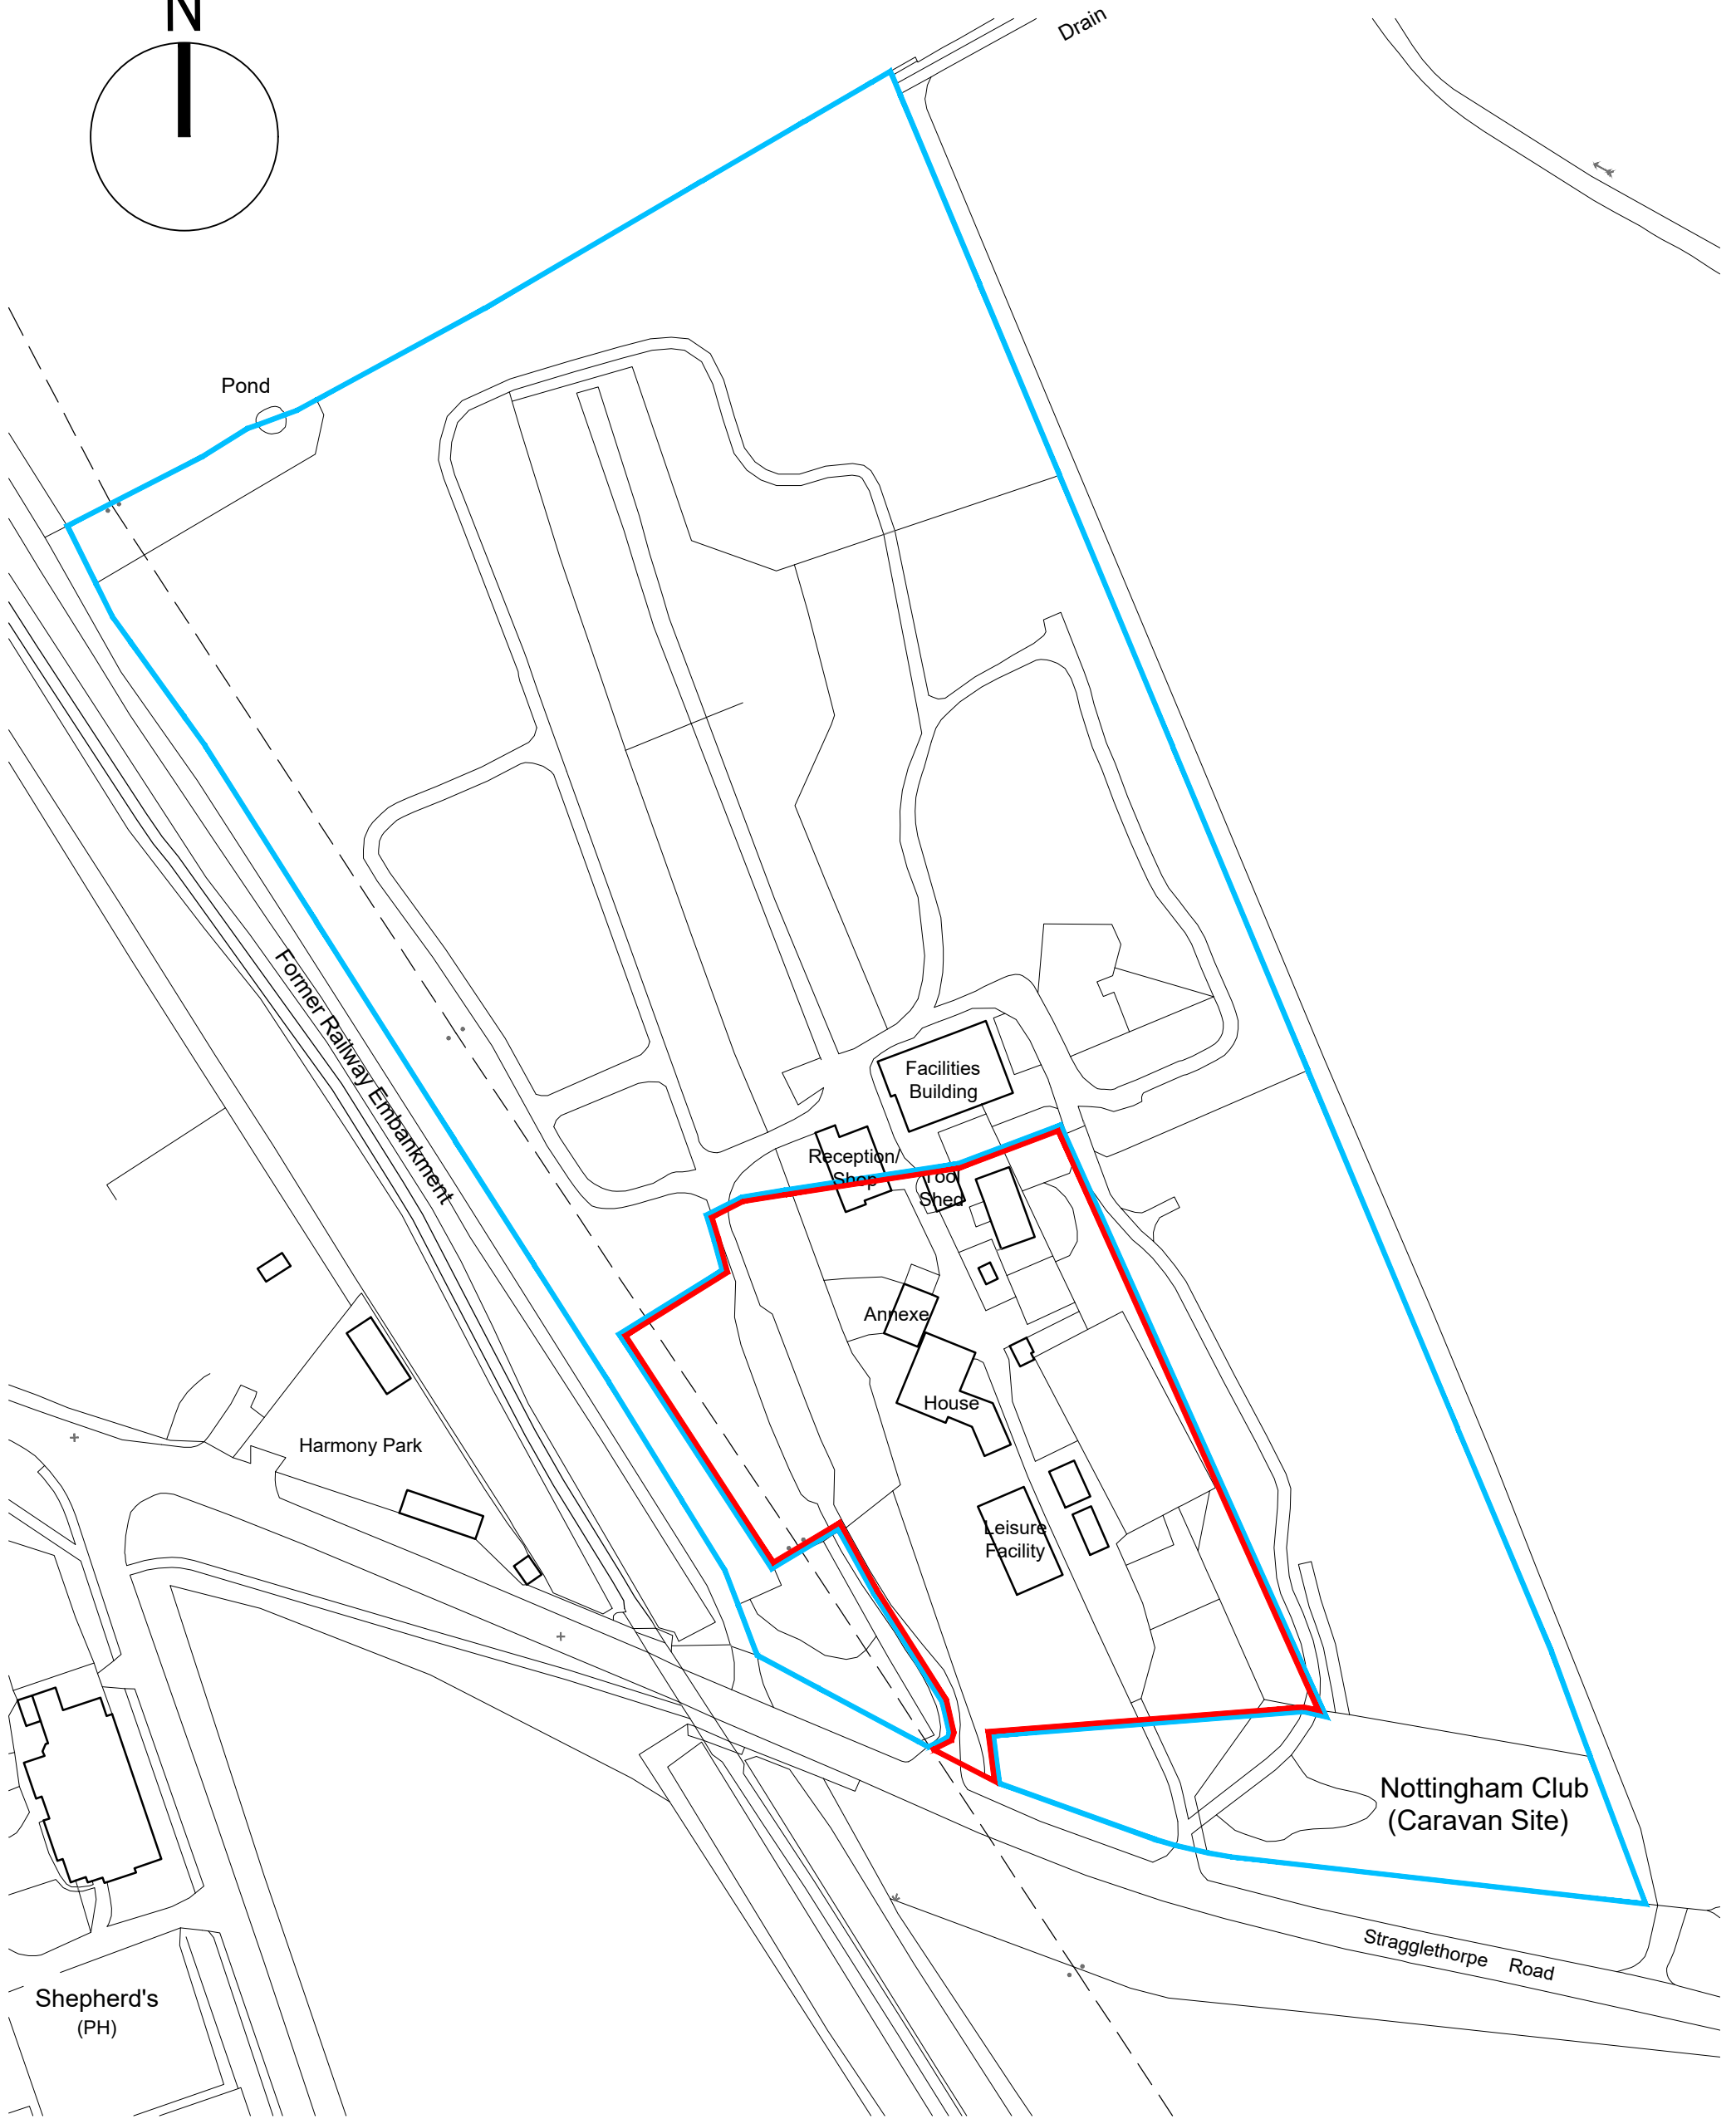 N
Drain
Pond
Former Railway Embankment
Facilities
Building
Reception/
Shop
Tool
Shed
Annexe
House
Harmony Park
Leisure
Facility
Nottingham Club
(Caravan Site)
Stragglethorpe Road
Shepherd's
(PH)